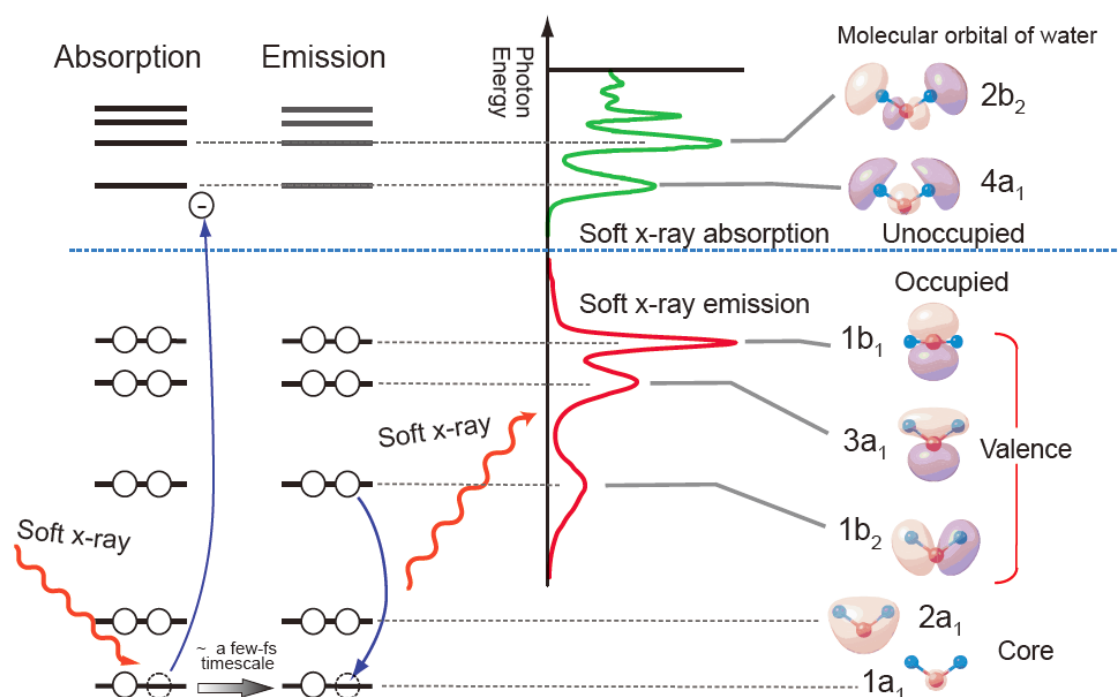 Absorption
Emission
Photon
Energy
Molecular orbital of water
2b2
4a1
-
Soft x-ray absorption
Unoccupied
Occupied
Soft x-ray emission
1b1
Soft x-ray
3a1
Valence
Soft x-ray
1b2
2a1
~ a few-fs
timescale
Core
1a1